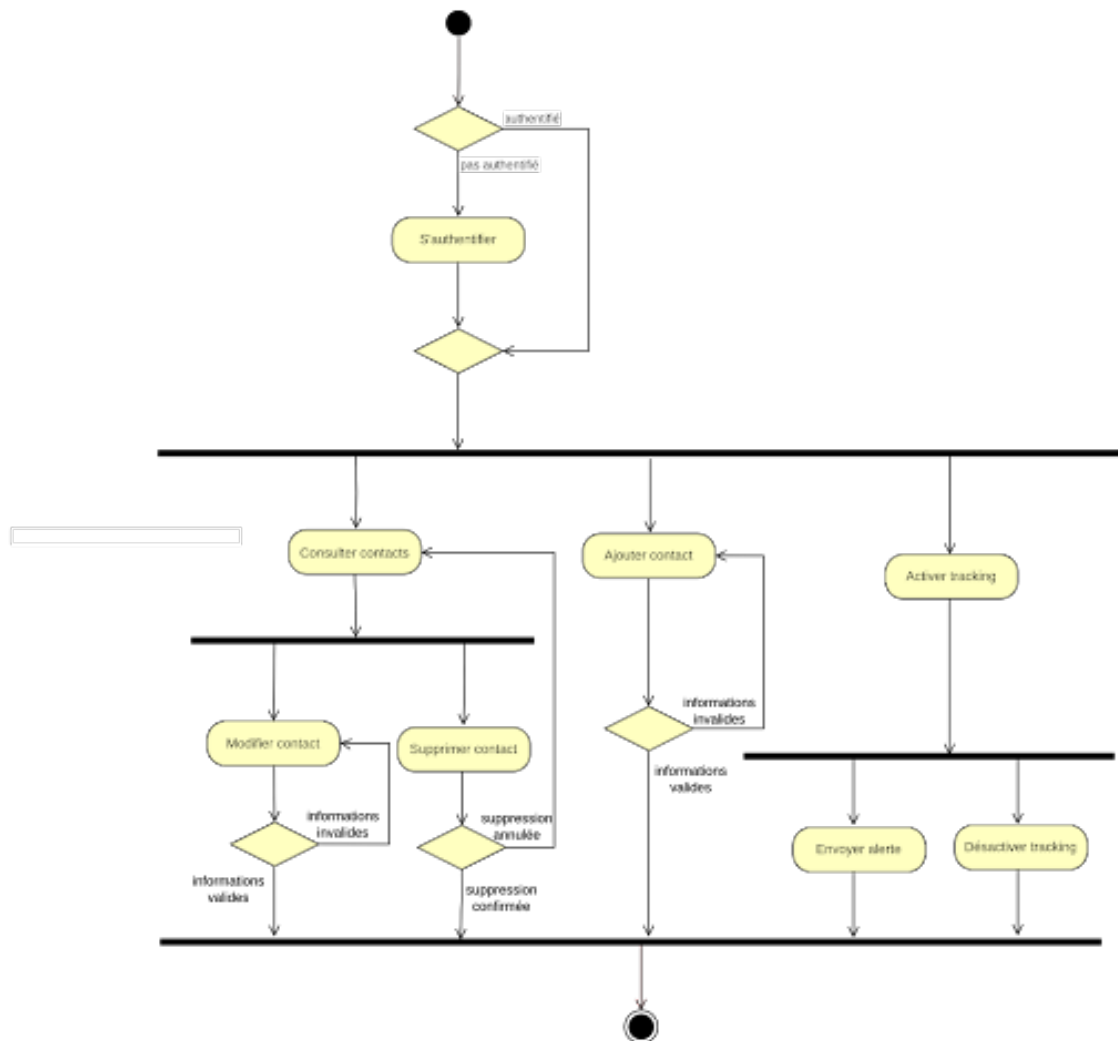 authentifié
pas authentifié
S'authentifier
Consulter contacts
Ajouter contact
Activer tracking
Modifier contact
Supprimer contact
informations
invalides
informations
valides
informations
invalides
suppression
annulée
informations
valides
suppression
confirmée
Envoyer alerte
Désactiver tracking